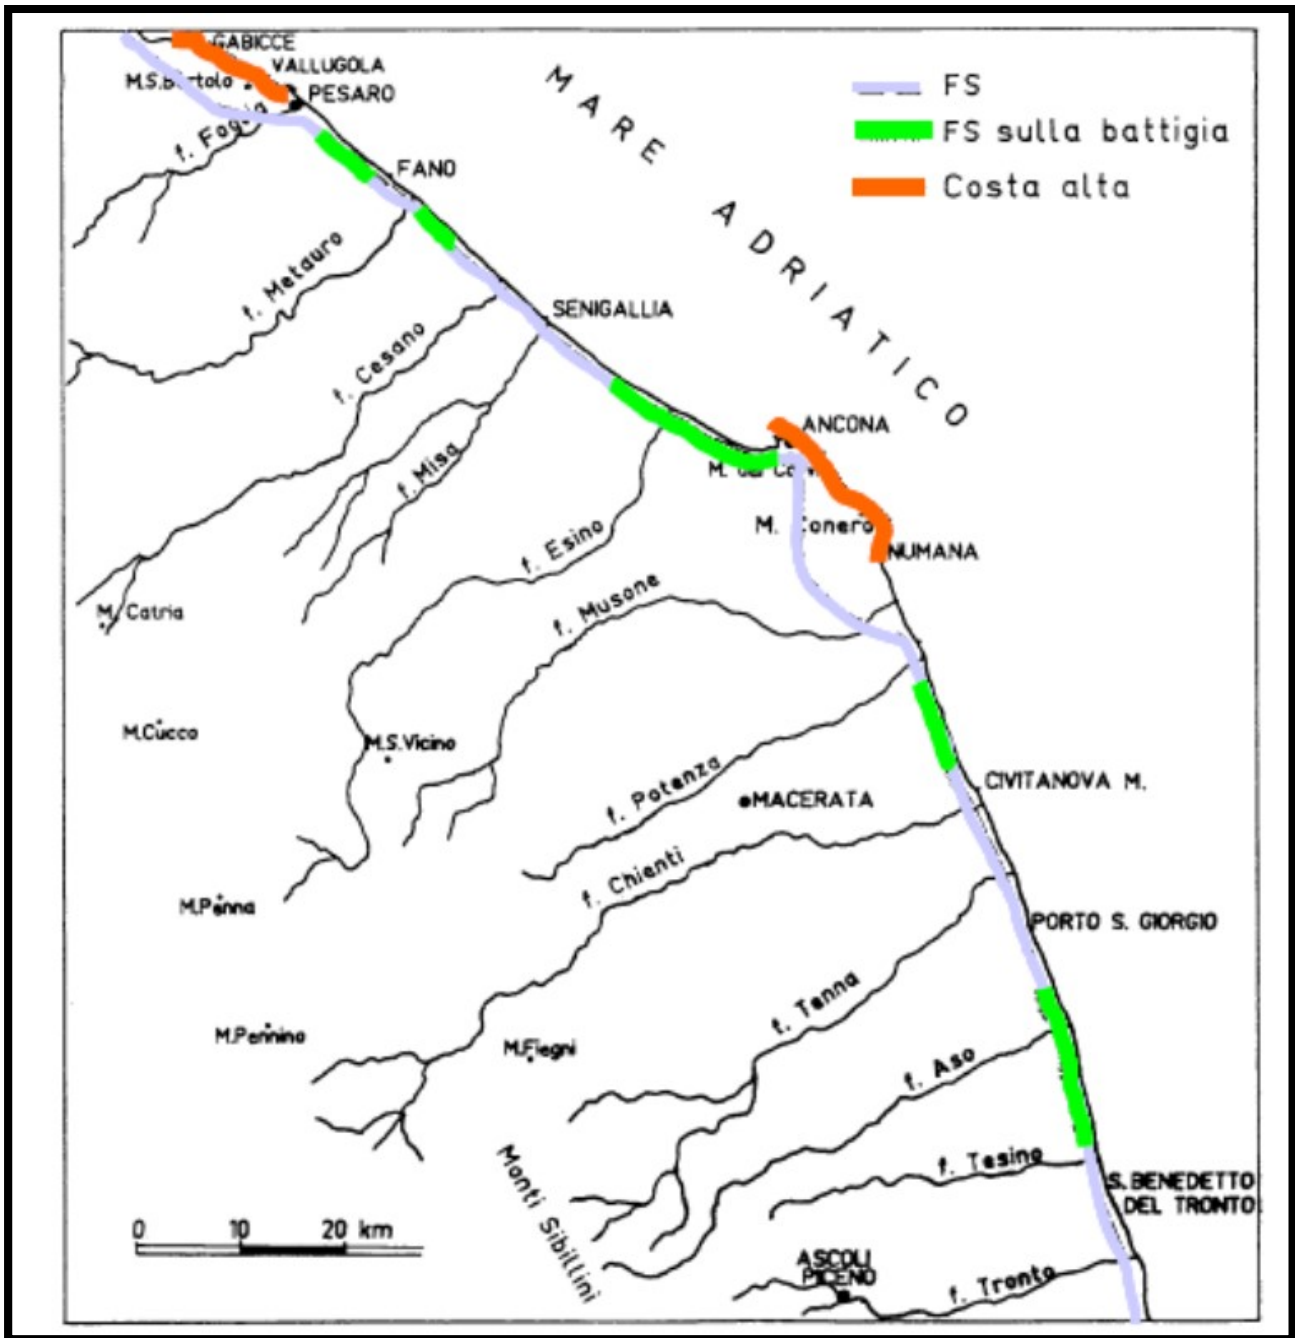 GABICCE
VALLUGOLA
M.S.Bartolo
PESARO
f. Foglia
FANO
MARE ADRIATICO
FS
FS sulla battigia
Costa alta
f. Metauro
SENIGALLIA
f. Cesano
f. Misa
ANCONA
M. Conero
NUMANA
f. Esino
f. Musone
M. Catria
M.Cucco
M.S.Vicino
f. Potenza
MACERATA
CIVITANOVA M.
f. Chienti
M.Penna
PORTO S. GIORGIO
f. Tenna
M.Pennino
M.Fiegni
f. Aso
Monti Sibillini
f. Tesino
S. BENEDETTO
DEL TRONTO
0 10 20 km
ASCOLI
PICENO
f. Tronto